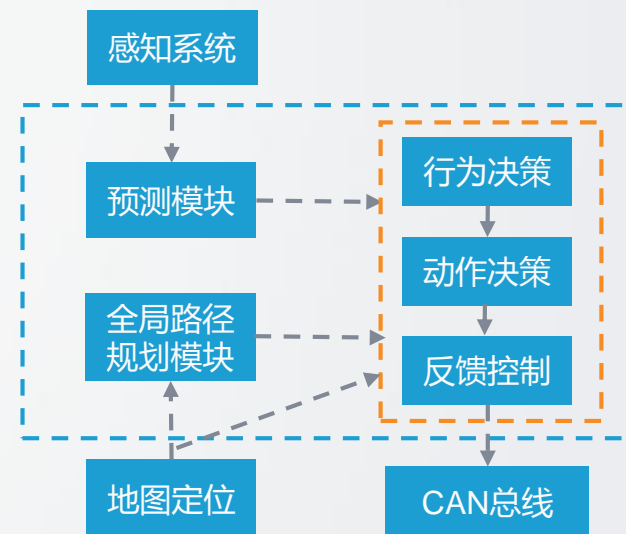 感知系统
预测模块
行为决策
动作决策
全局路径
规划模块
反馈控制
地图定位
CAN总线